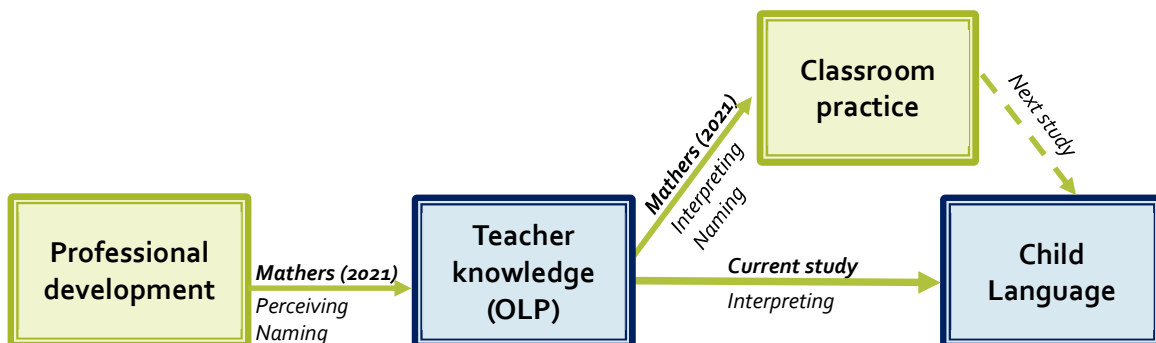 Classroom
practice
Next study
Mathers (2021)
Interpreting
Naming
Professional
development
Mathers (2021)
Perceiving
Naming
Teacher
knowledge
(OLP)
Current study
Interpreting
Child
Language